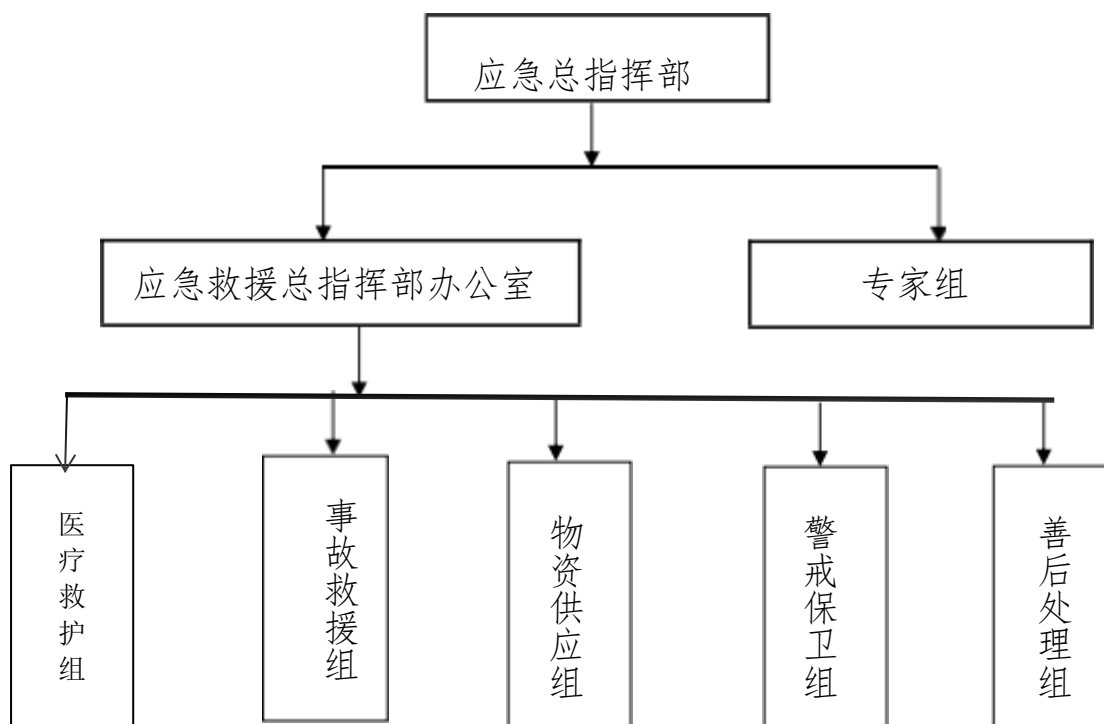 应急总指挥部
应急救援总指挥部办公室
专家组
医疗救护组
事故救援组
物资供应组
警戒保卫组
善后处理组